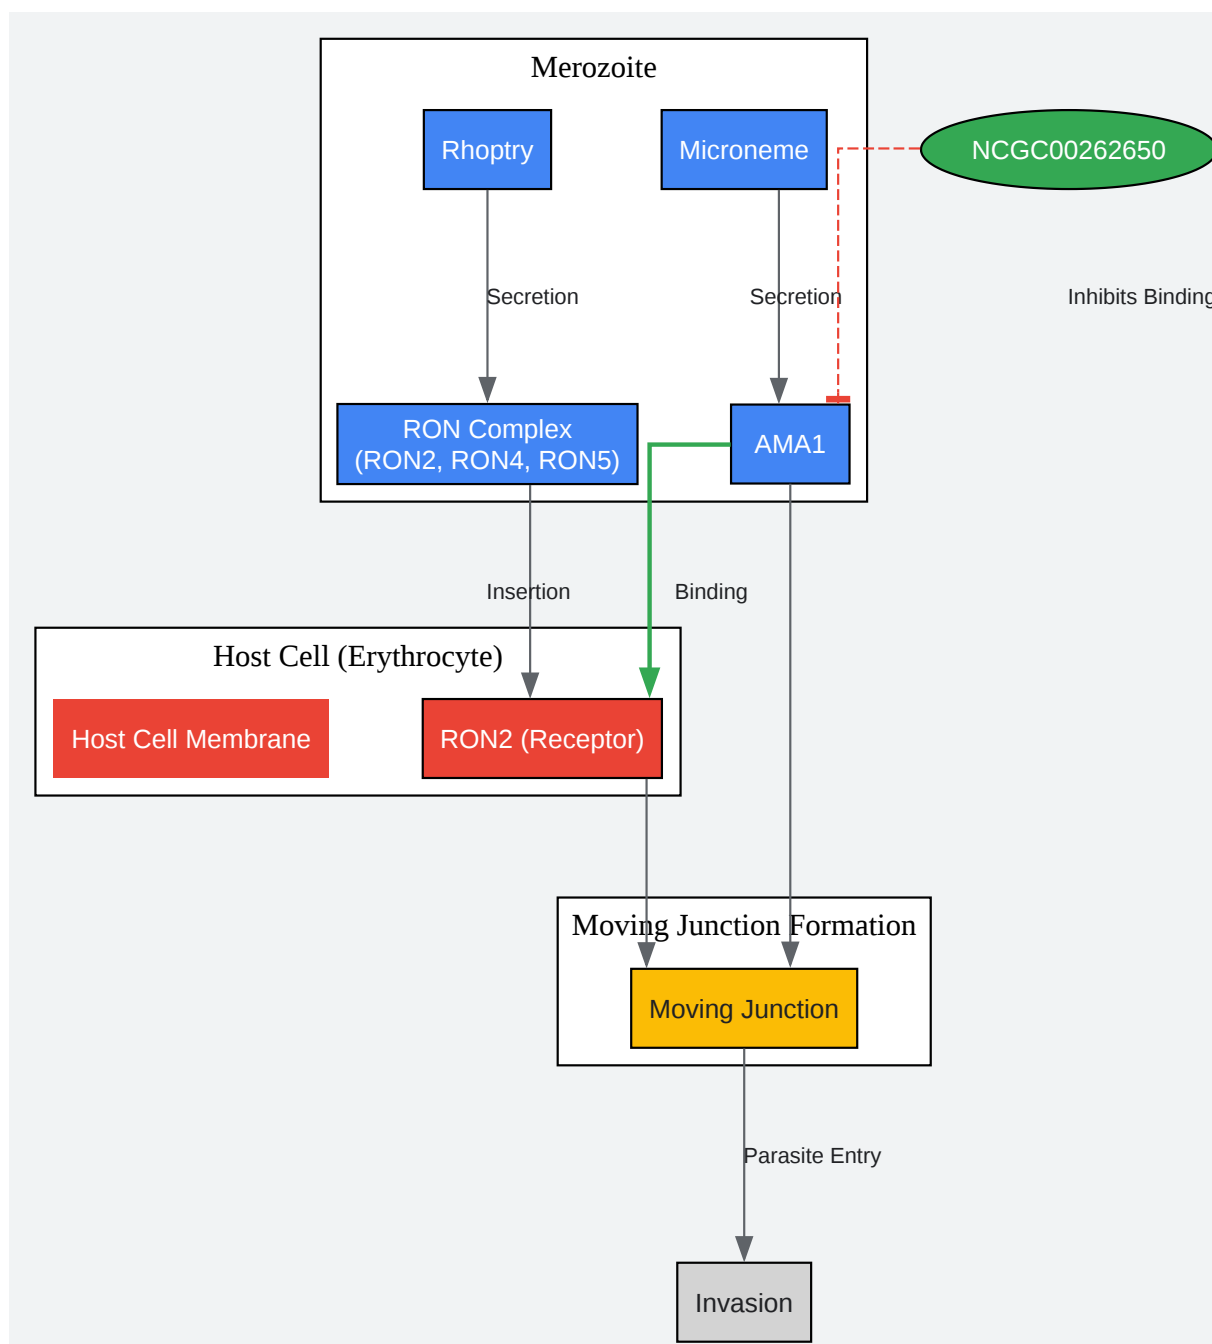 Merozoite
Rhoptry
Microneme
NCGC00262650
Secretion
Secretion
Inhibits Binding
RON Complex
(RON2, RON4, RON5)
AMA1
Insertion
Binding
Host Cell (Erythrocyte)
Host Cell Membrane
RON2 (Receptor)
Moving Junction Formation
Moving Junction
Parasite Entry
Invasion